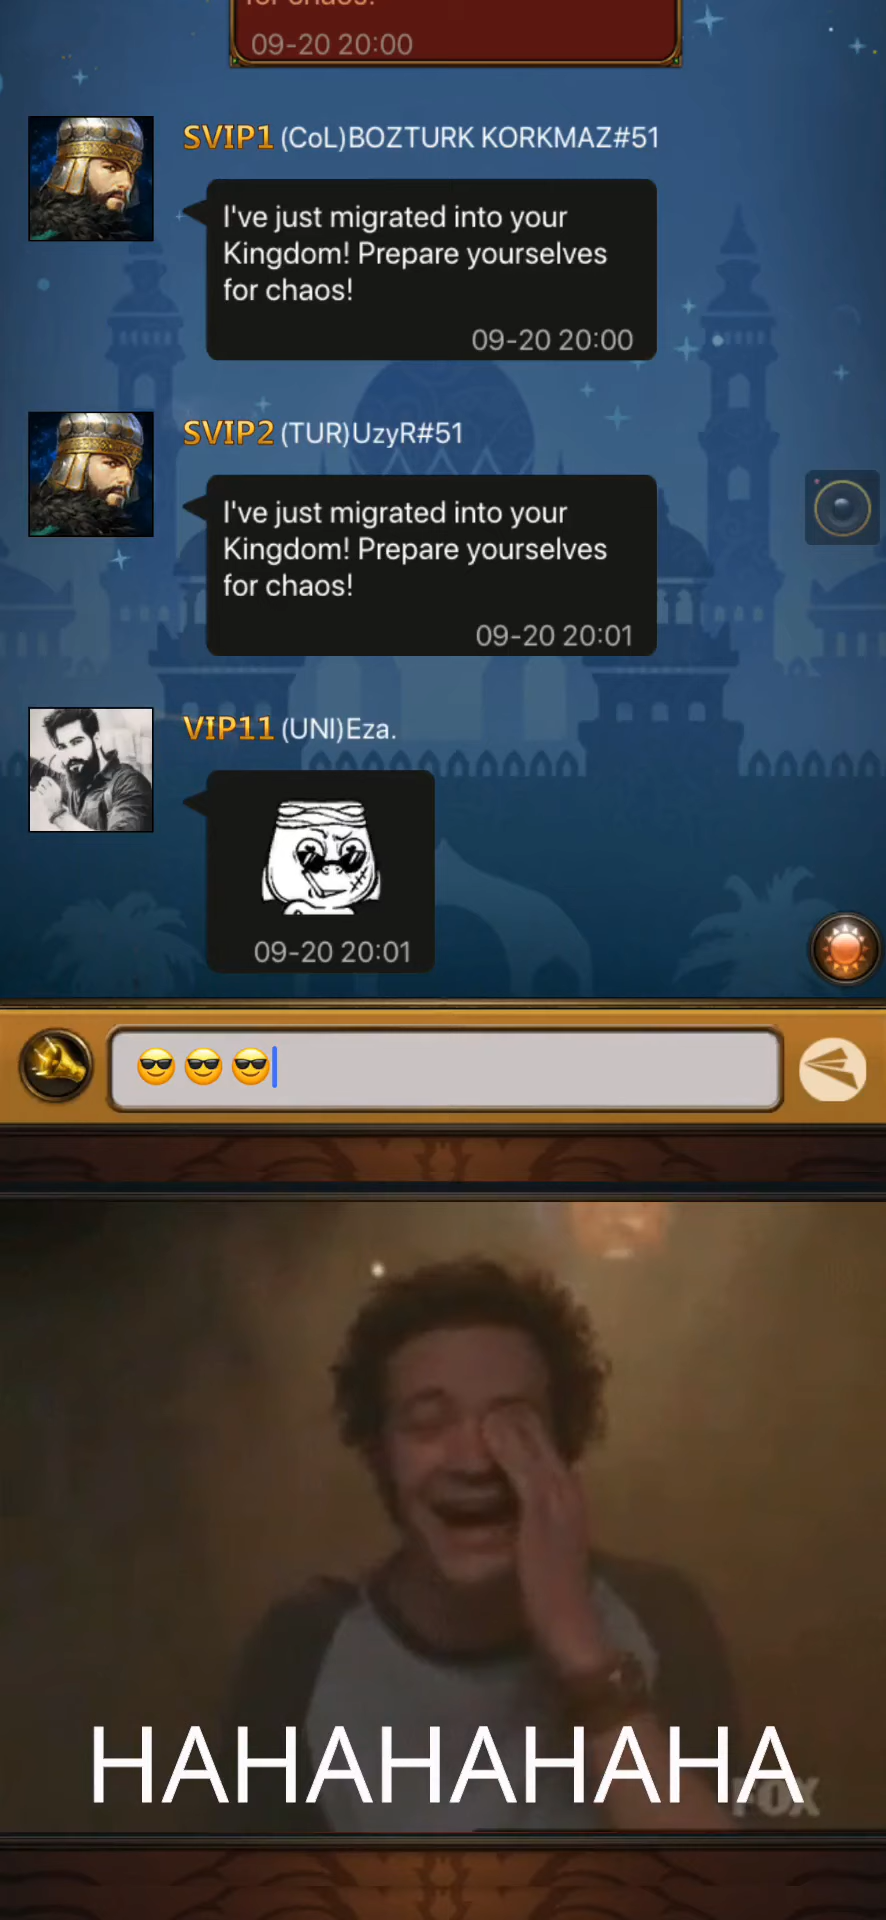 for chaos!
09-20 20:00
SVIP1 (CoL)BOZTURK KORKMAZ#51
I've just migrated into your
Kingdom! Prepare yourselves
for chaos!
09-20 20:00
SVIP2 (TUR)UzyR#51
I've just migrated into your
Kingdom! Prepare yourselves
for chaos!
09-20 20:01
VIP11 (UNI)Eza.
09-20 20:01
😎 😎 😎
HAHAHAHAHA
FOX